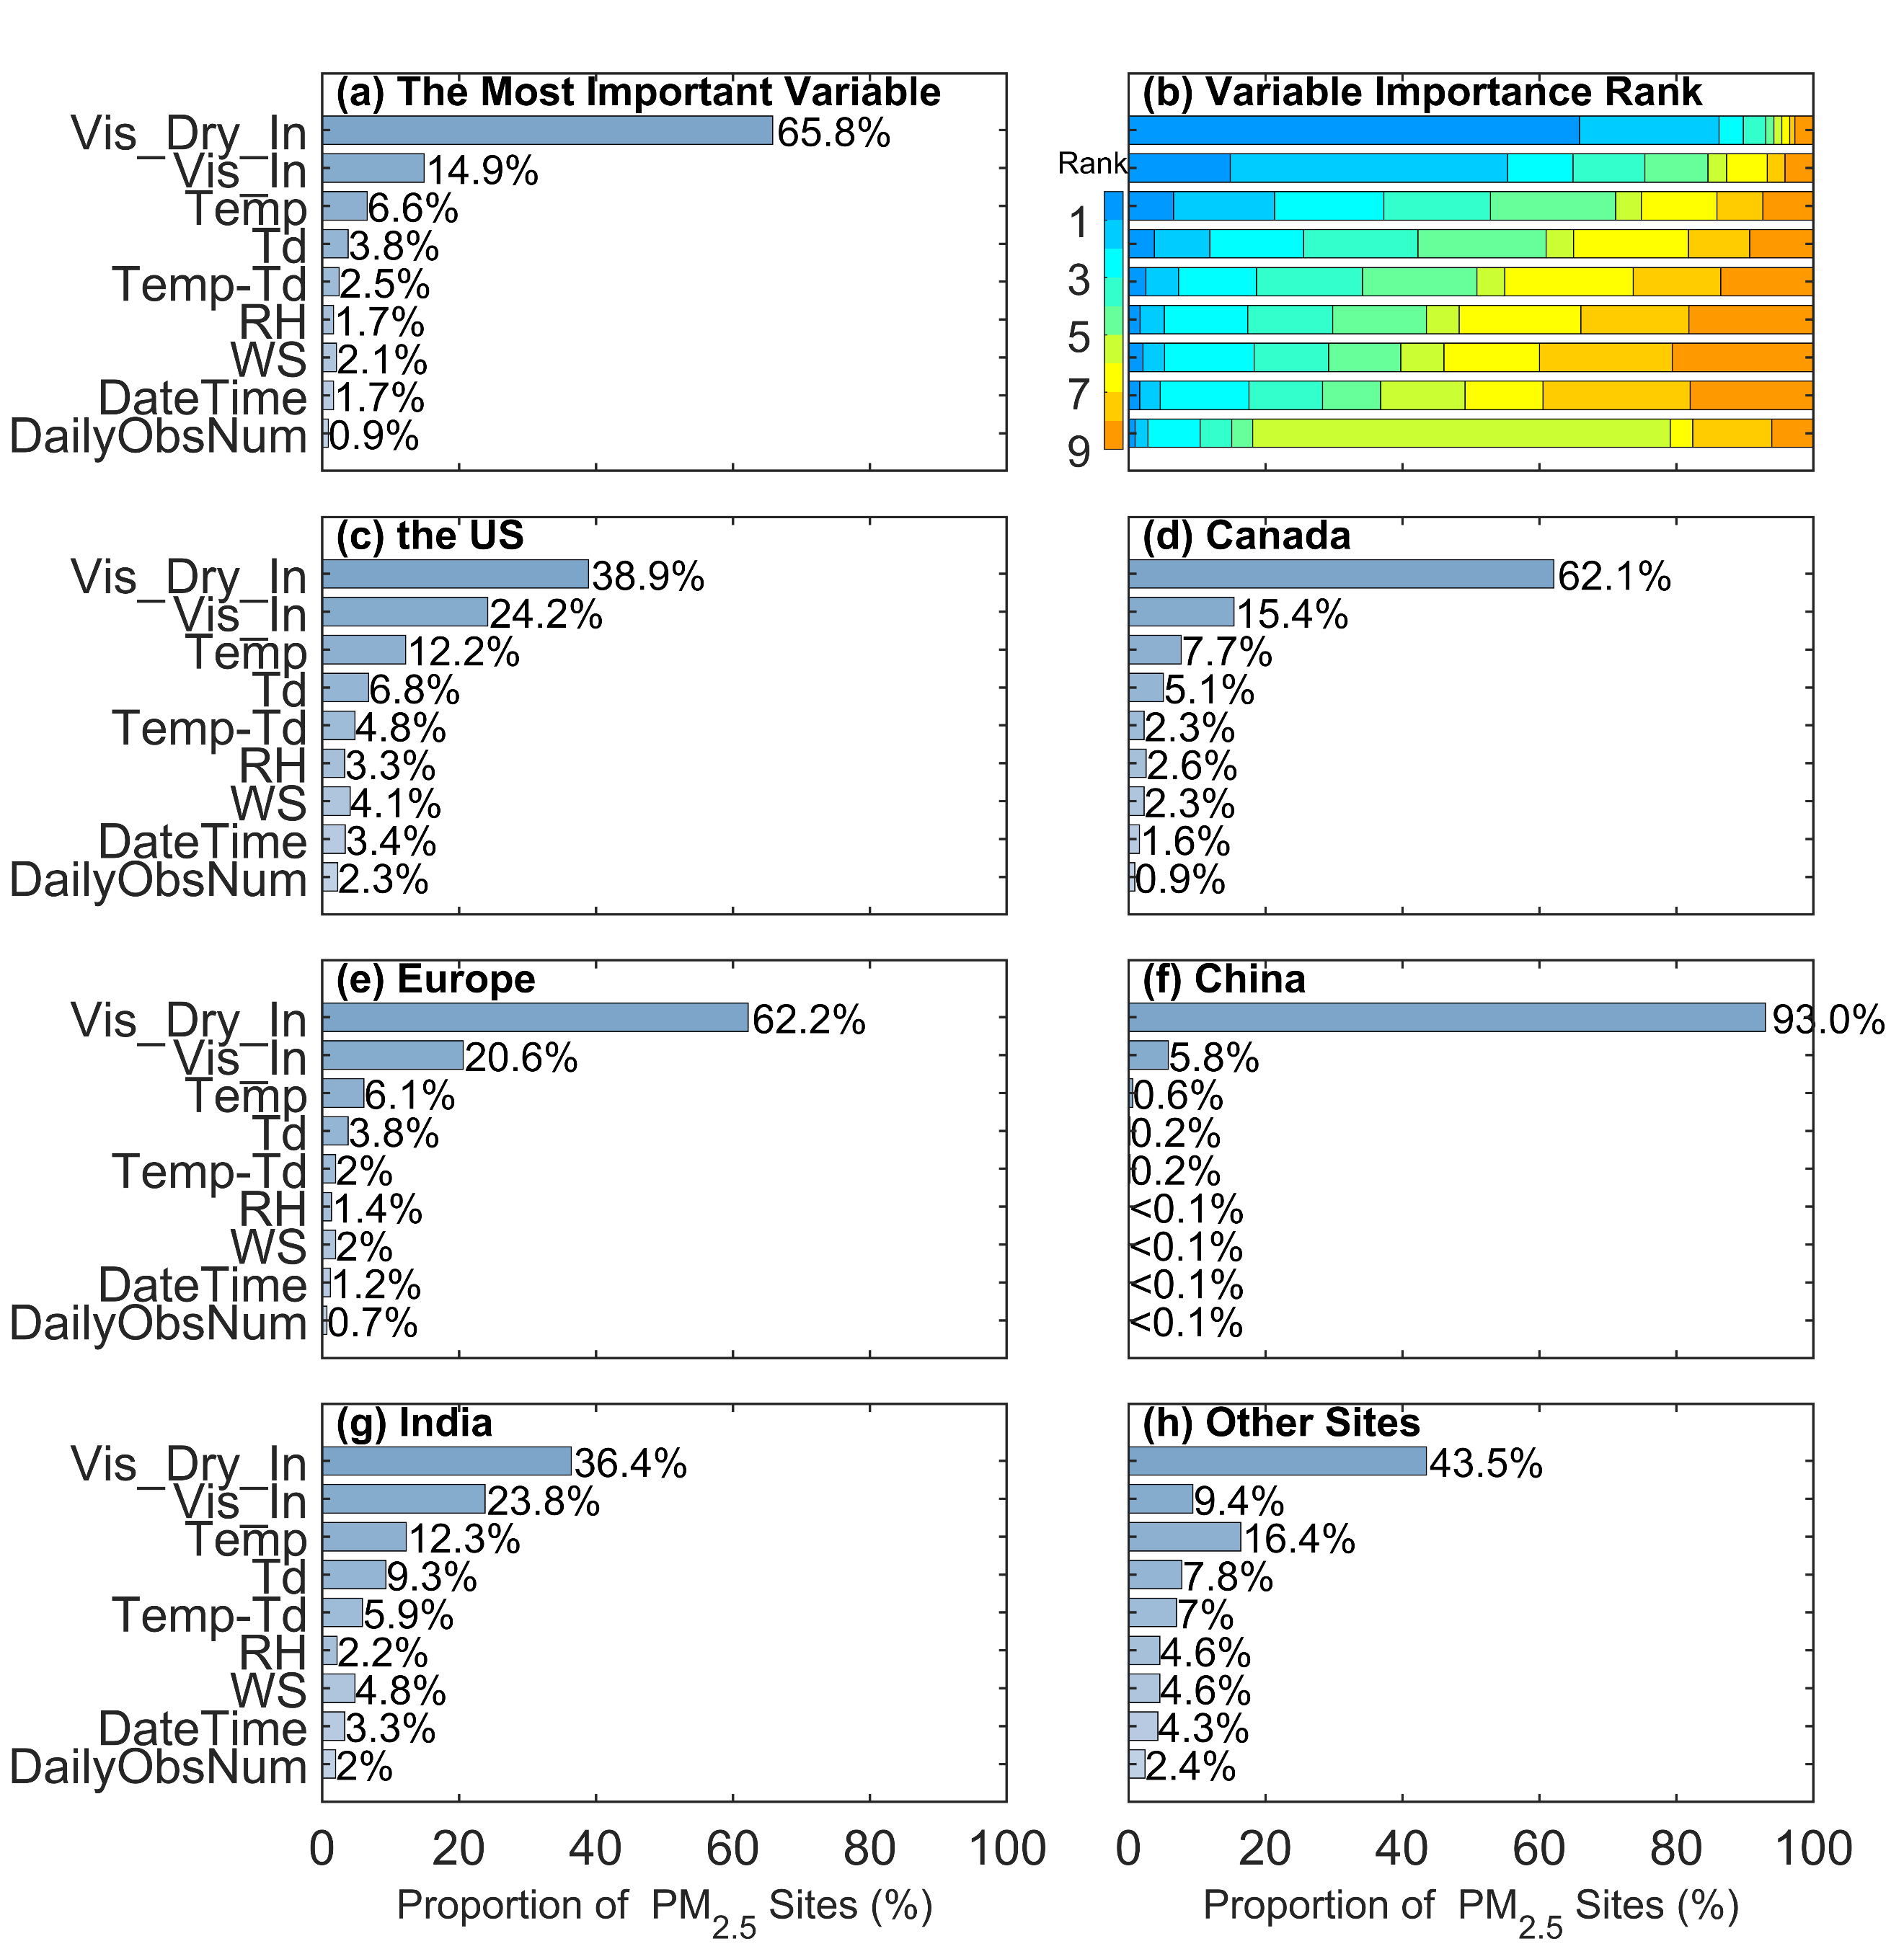 (a) The Most Important Variable
Vis_Dry_In 65.8%
Vis_In 14.9%
Temp 6.6%
Td 3.8%
Temp-Td 2.5%
RH 1.7%
WS 2.1%
DateTime 1.7%
DailyObsNum 0.9%
(b) Variable Importance Rank
Rank
1
3
5
7
9
(c) the US
Vis_Dry_In 38.9%
Vis_In 24.2%
Temp 12.2%
Td 6.8%
Temp-Td 4.8%
RH 3.3%
WS 4.1%
DateTime 3.4%
DailyObsNum 2.3%
(d) Canada
62.1%
15.4%
7.7%
5.1%
2.3%
2.6%
2.3%
1.6%
0.9%
(e) Europe
Vis_Dry_In 62.2%
Vis_In 20.6%
Temp 6.1%
Td 3.8%
Temp-Td 2%
RH 1.4%
WS 2%
DateTime 1.2%
DailyObsNum 0.7%
(f) China
93.0%
5.8%
0.6%
0.2%
0.2%
<0.1%
<0.1%
<0.1%
<0.1%
(g) India
Vis_Dry_In 36.4%
Vis_In 23.8%
Temp 12.3%
Td 9.3%
Temp-Td 5.9%
RH 2.2%
WS 4.8%
DateTime 3.3%
DailyObsNum 2%
0 20 40 60 80 100
Proportion of PM2.5 Sites (%)
(h) Other Sites
43.5%
9.4%
16.4%
7.8%
7%
4.6%
4.6%
4.3%
2.4%
0 20 40 60 80 100
Proportion of PM2.5 Sites (%)